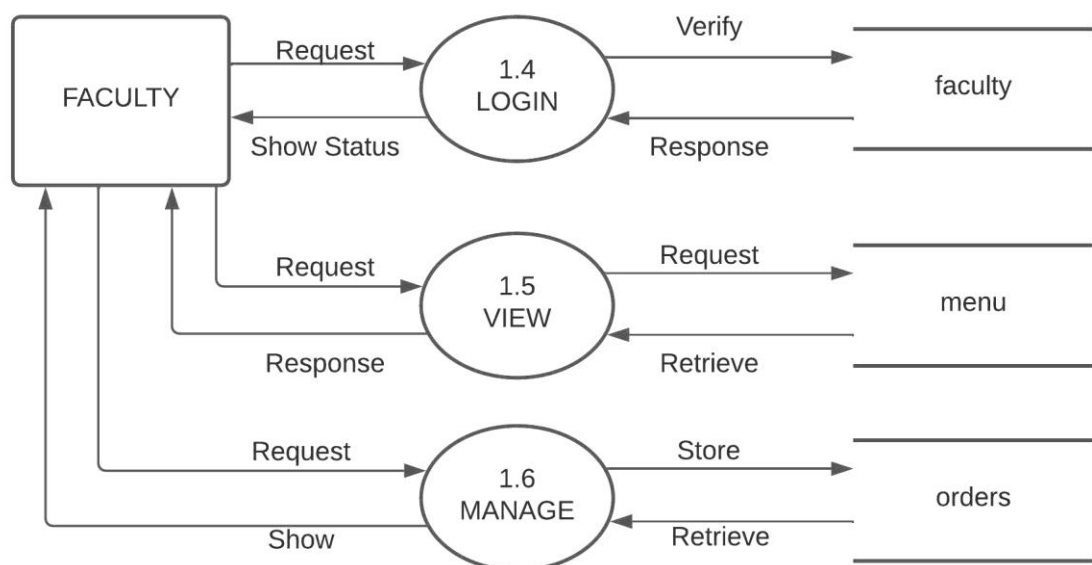 FACULTY
Request
Show Status
1.4
LOGIN
Verify
Response
faculty
Request
Response
1.5
VIEW
Request
Retrieve
menu
Request
Show
1.6
MANAGE
Store
Retrieve
orders